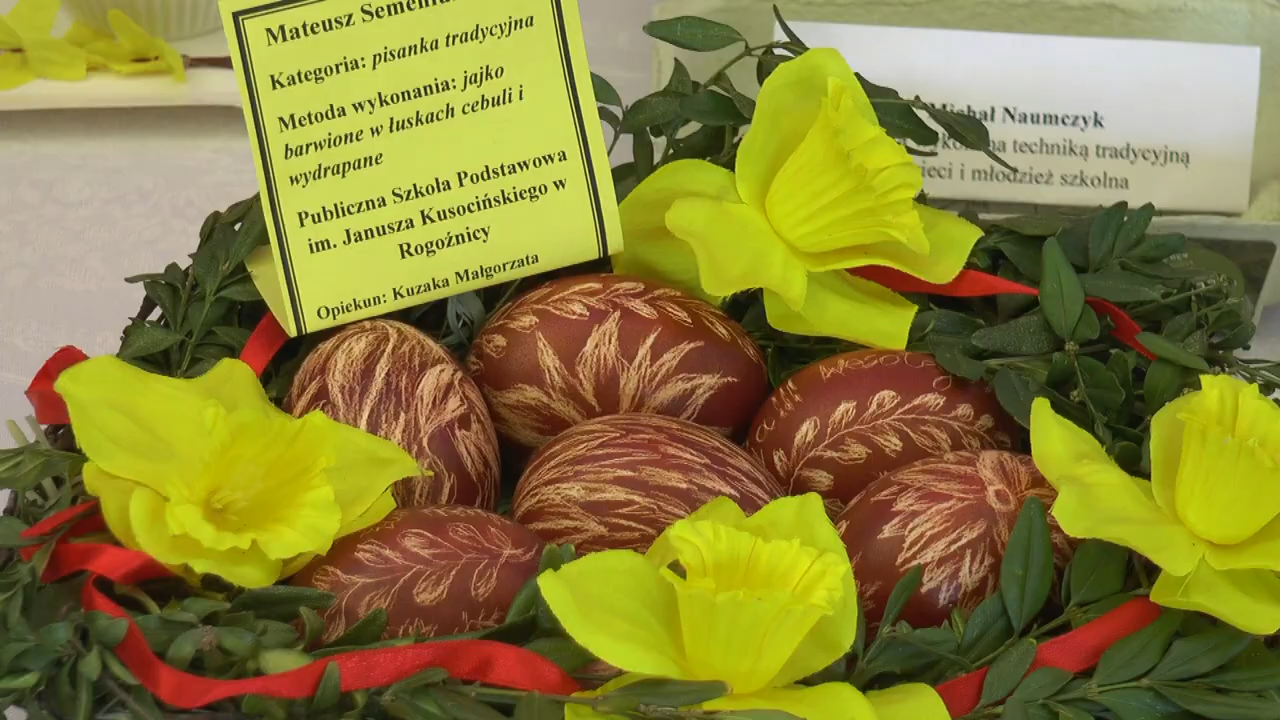 Mateusz
Kategoria: pisanka tradycyjna
Metoda wykonania: jajko
barwione w łuskach cebuli i
wydrapane
Publiczna Szkoła Podstawowa
im. Janusza Kusocińskiego w
Rogoźnicy
Opiekun: Kuzaka Małgorzata
Michał Naumczyk
techniką tradycyjną
i młodzież szkolna